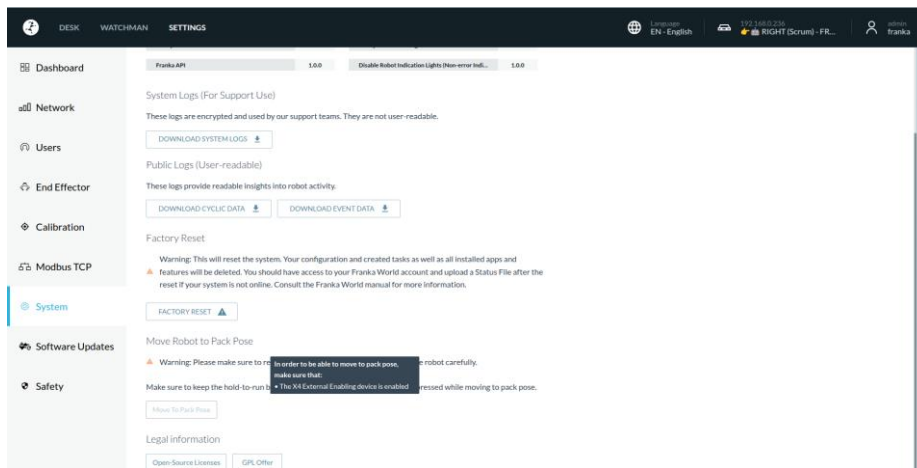 DESK WATCHMAN SETTINGS
Language
EN - English
192.168.0.236
RIGHT (Scrum) - FR...
admin
franka
Dashboard
Network
Users
End Effector
Calibration
Modbus TCP
System
Software Updates
Safety
Franka API 1.0.0 Disable Robot Indication Lights (Non-error Indi... 1.0.0
System Logs (For Support Use)
These logs are encrypted and used by our support teams. They are not user-readable.
DOWNLOAD SYSTEM LOGS
Public Logs (User-readable)
These logs provide readable insights into robot activity.
DOWNLOAD CYCLIC DATA DOWNLOAD EVENT DATA
Factory Reset
Warning: This will reset the system. Your configuration and created tasks as well as all installed apps and
features will be deleted. You should have access to your Franka World account and upload a Status File after the
reset if your system is not online. Consult the Franka World manual for more information.
FACTORY RESET
Move Robot to Pack Pose
Warning: Please make sure to re
e robot carefully.
In order to be able to move to pack pose,
make sure that:
• The X4 External Enabling device is enabled
Make sure to keep the hold-to-run b
ressed while moving to pack pose.
Move To Pack Pose
Legal information
Open-Source Licenses GPL Offer